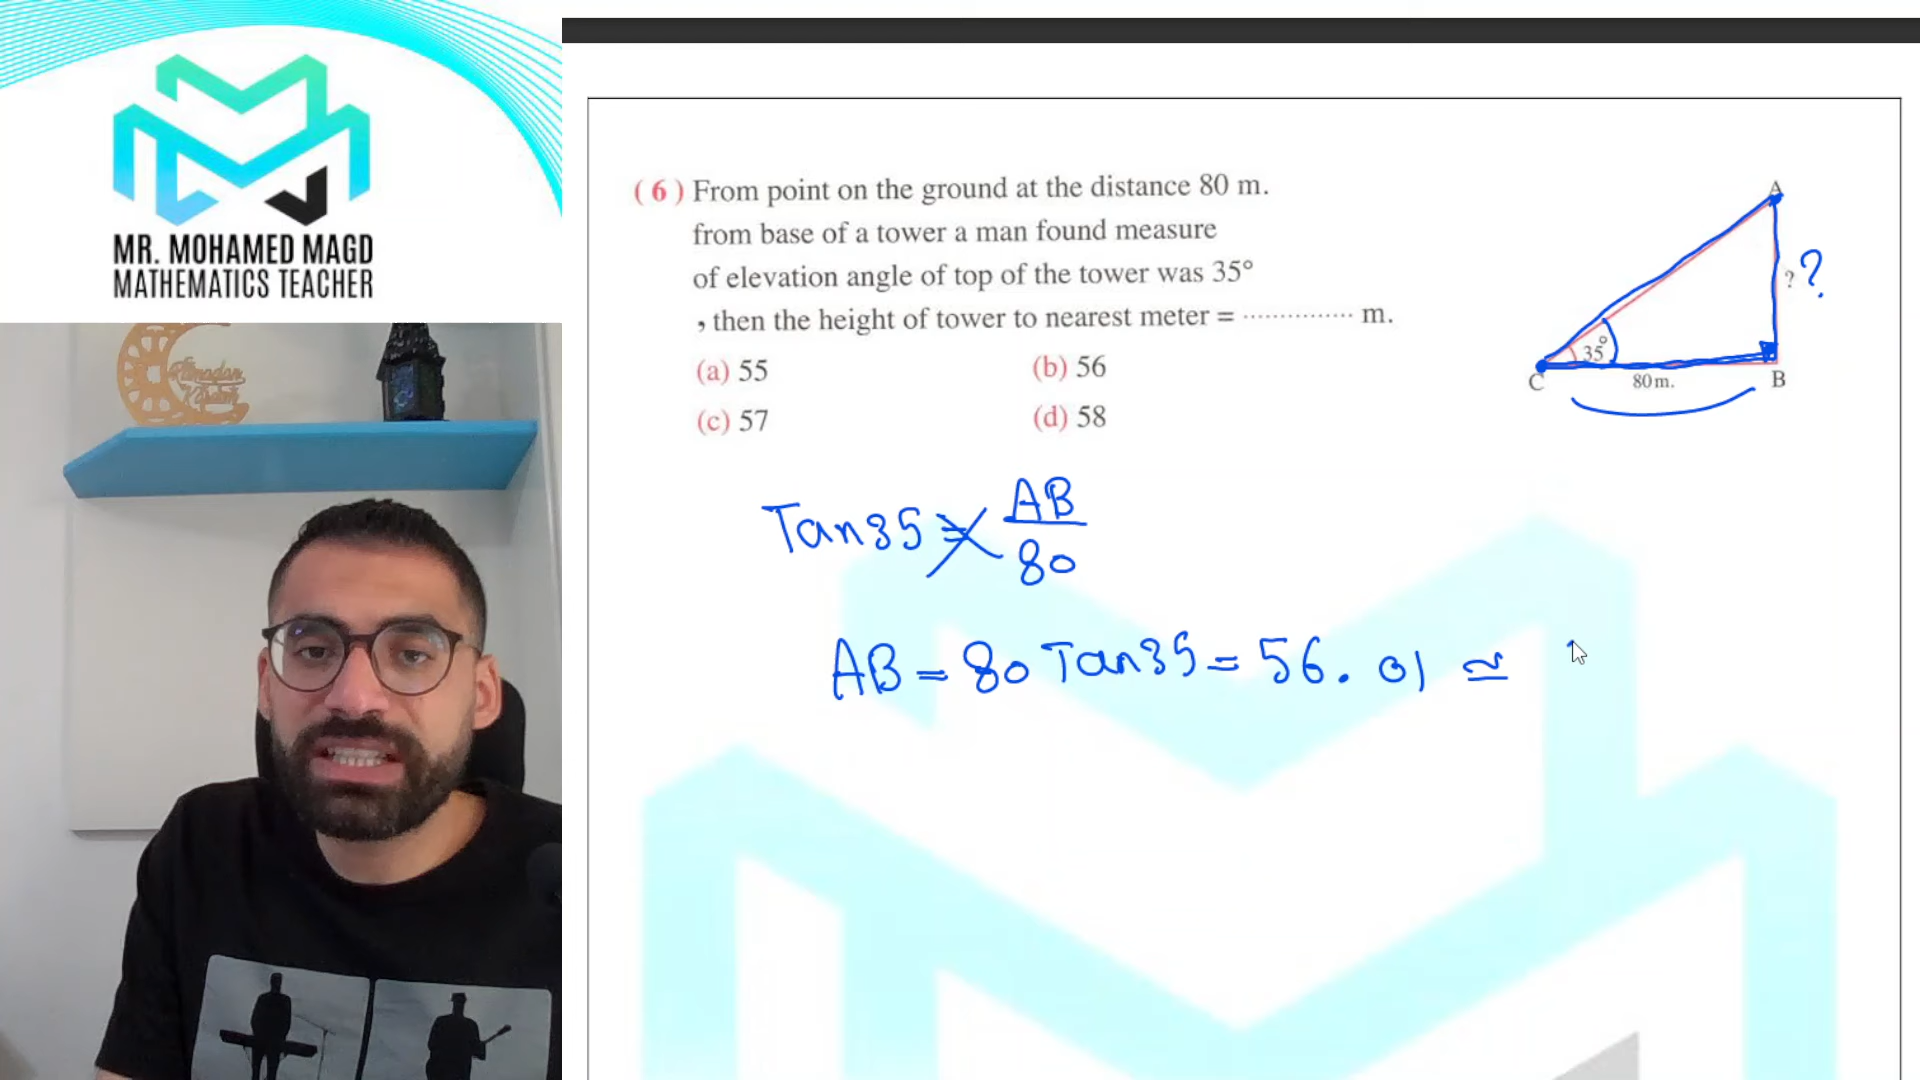 MR. MOHAMED MAGD
MATHEMATICS TEACHER
Ramadan
Kareem
( 6 ) From point on the ground at the distance 80 m.
from base of a tower a man found measure
of elevation angle of top of the tower was 35°
, then the height of tower to nearest meter = ............... m.
(a) 55 (b) 56
(c) 57 (d) 58
A
? ?
35°
C 80 m. B
Tan35 = AB
80
AB = 80 Tan35 = 56.01 ≃